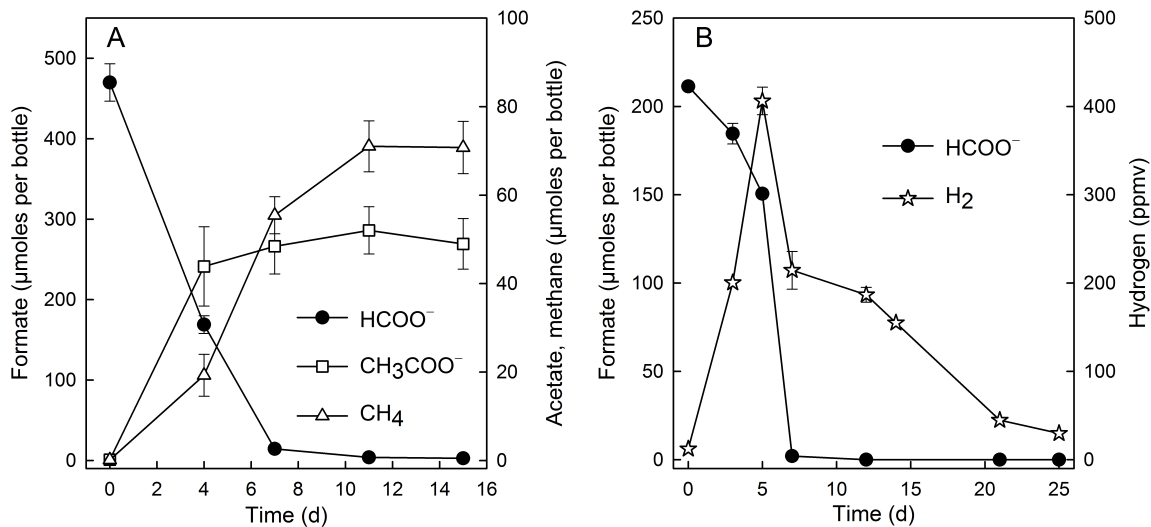 A
Formate (μmoles per bottle)
500
400
300
200
100
0
0 2 4 6 8 10 12 14 16
Time (d)
100
80
60
40
20
0
Acetate, methane (μmoles per bottle)
HCOO⁻
CH3COO⁻
CH4
B
Formate (μmoles per bottle)
250
200
150
100
50
0
0 5 10 15 20 25
Time (d)
500
400
300
200
100
0
Hydrogen (ppmv)
HCOO⁻
H2